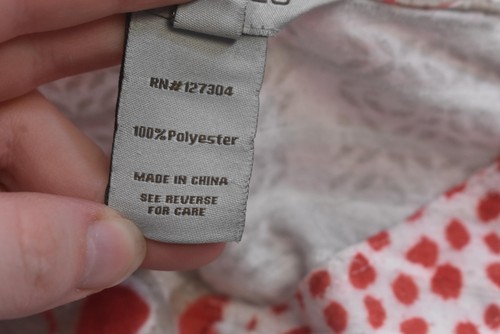 RN#127304
100%Polyester
MADE IN CHINA
SEE REVERSE
FOR CARE